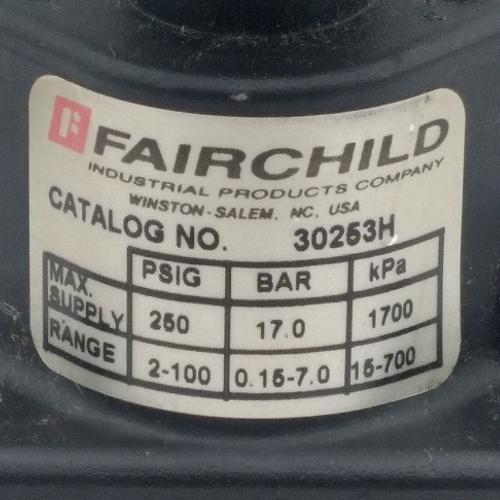 FAIRCHILD
INDUSTRIAL PRODUCTS COMPANY
WINSTON-SALEM, NC, USA
CATALOG NO. 30253H
PSIG BAR kPa
MAX. SUPPLY 250 17.0 1700
RANGE 2-100 0.15-7.0 15-700